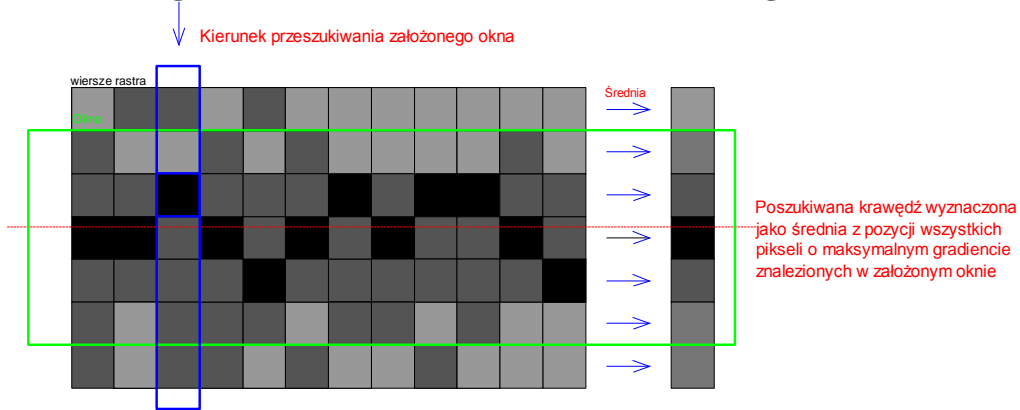 Kierunek przeszukiwania założonego okna
wiersze rastra
Średnia
Okno
Poszukiwana krawędź wyznaczona
jako średnia z pozycji wszystkich
pikseli o maksymalnym gradiencie
znalezionych w założonym oknie